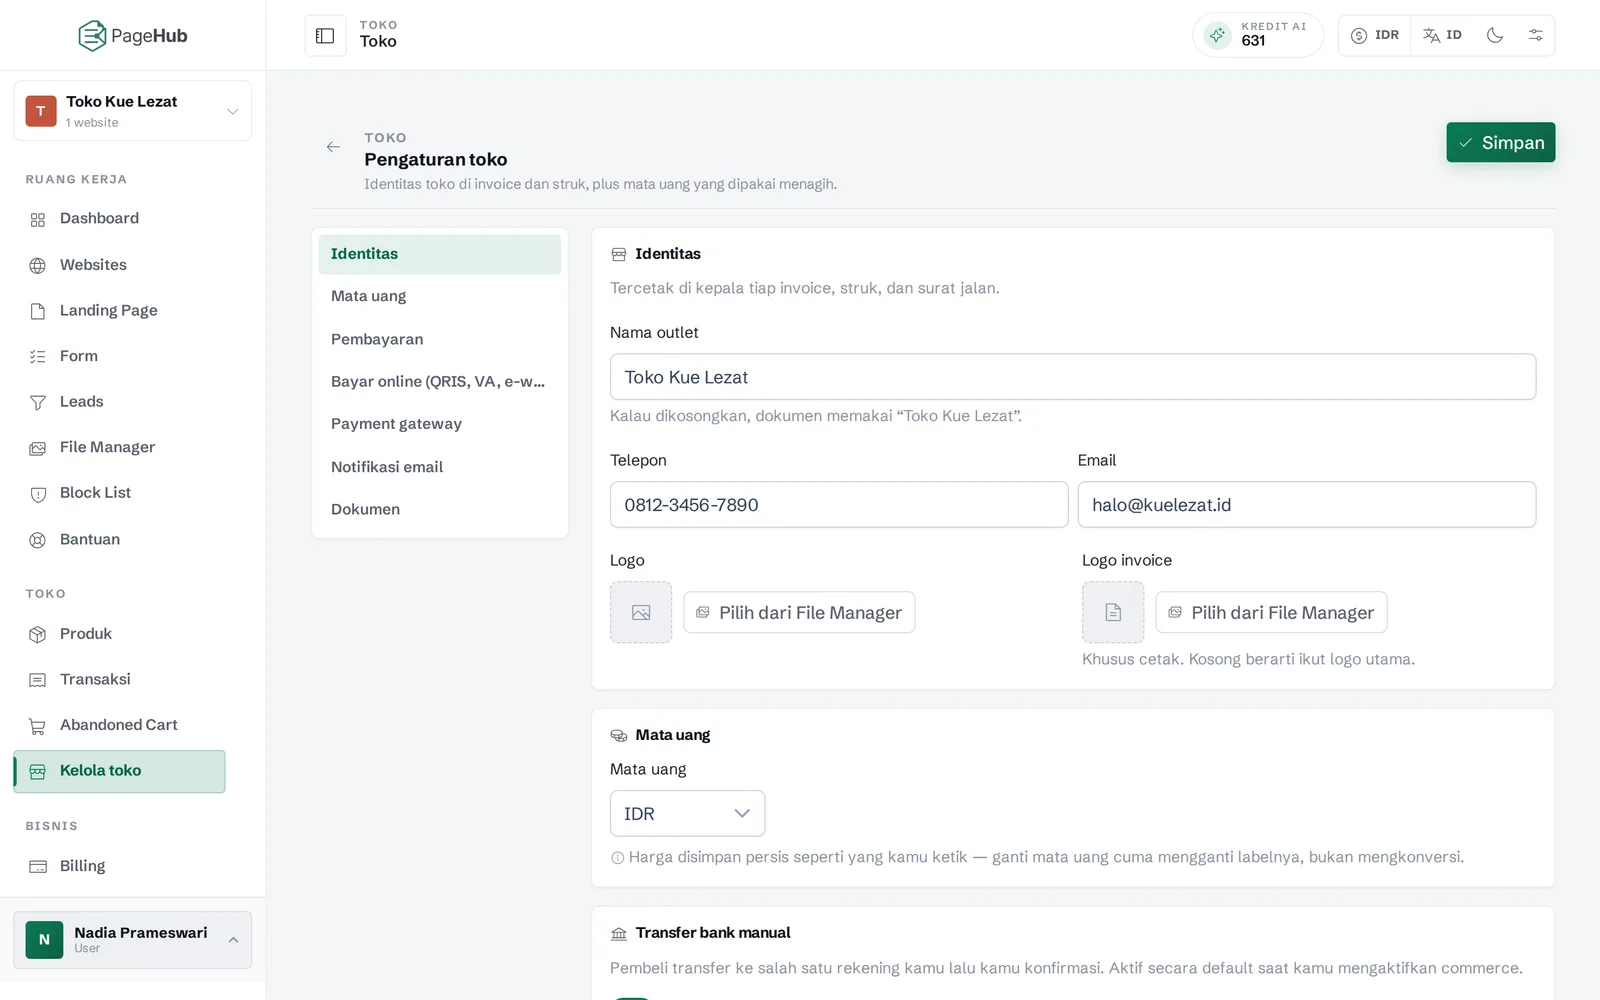 PageHub
T
Toko Kue Lezat
1 website
RUANG KERJA
Dashboard
Websites
Landing Page
Form
Leads
File Manager
Block List
Bantuan
TOKO
Produk
Transaksi
Abandoned Cart
Kelola toko
BISNIS
Billing
N
Nadia Prameswari
User
TOKO
Toko
KREDIT AI
631
IDR
ID
TOKO
Pengaturan toko
Identitas toko di invoice dan struk, plus mata uang yang dipakai menagih.
Simpan
Identitas
Mata uang
Pembayaran
Bayar online (QRIS, VA, e-w...
Payment gateway
Notifikasi email
Dokumen
Identitas
Tercetak di kepala tiap invoice, struk, dan surat jalan.
Nama outlet
Toko Kue Lezat
Kalau dikosongkan, dokumen memakai “Toko Kue Lezat”.
Telepon
Email
0812-3456-7890
halo@kuelezat.id
Logo
Logo invoice
Pilih dari File Manager
Pilih dari File Manager
Khusus cetak. Kosong berarti ikut logo utama.
Mata uang
Mata uang
IDR
Harga disimpan persis seperti yang kamu ketik — ganti mata uang cuma mengganti labelnya, bukan mengkonversi.
Transfer bank manual
Pembeli transfer ke salah satu rekening kamu lalu kamu konfirmasi. Aktif secara default saat kamu mengaktifkan commerce.